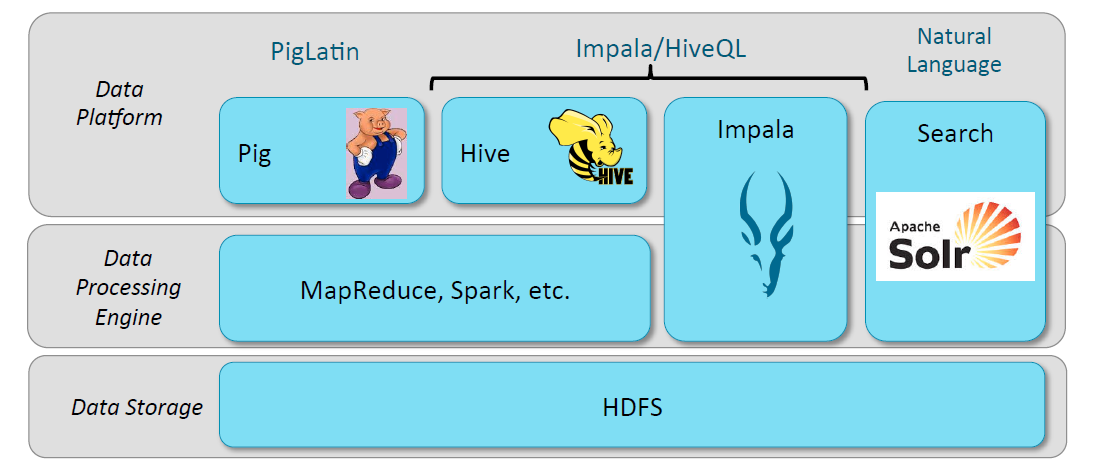 PigLatin
Impala/HiveQL
Natural
Language
Data
Platform
Pig
Hive
HIVE
Impala
Search
Apache
Solr
Data
Processing
Engine
MapReduce, Spark, etc.
Data Storage
HDFS